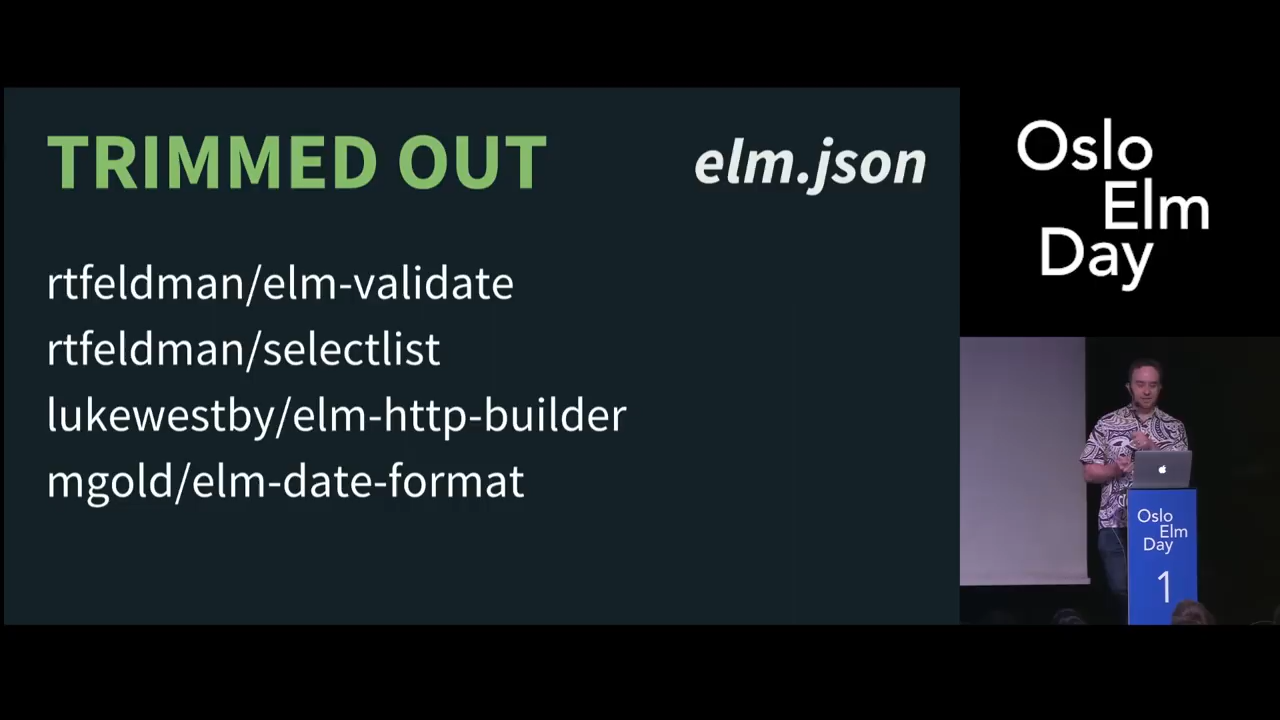 TRIMMED OUT
elm.json
rtfeldman/elm-validate
rtfeldman/selectlist
lukewestby/elm-http-builder
mgold/elm-date-format
Oslo
Elm
Day
Oslo
Elm
Day
1